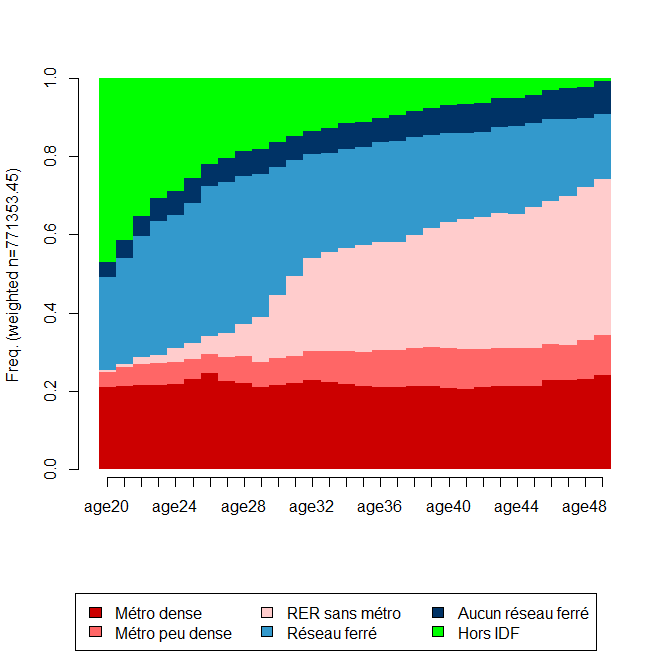 1.0
0.8
0.6
0.4
0.2
0.0
Freq. (weighted n=771353.45)
age20 age24 age28 age32 age36 age40 age44 age48
Métro dense RER sans métro Aucun réseau ferré
Métro peu dense Réseau ferré Hors IDF